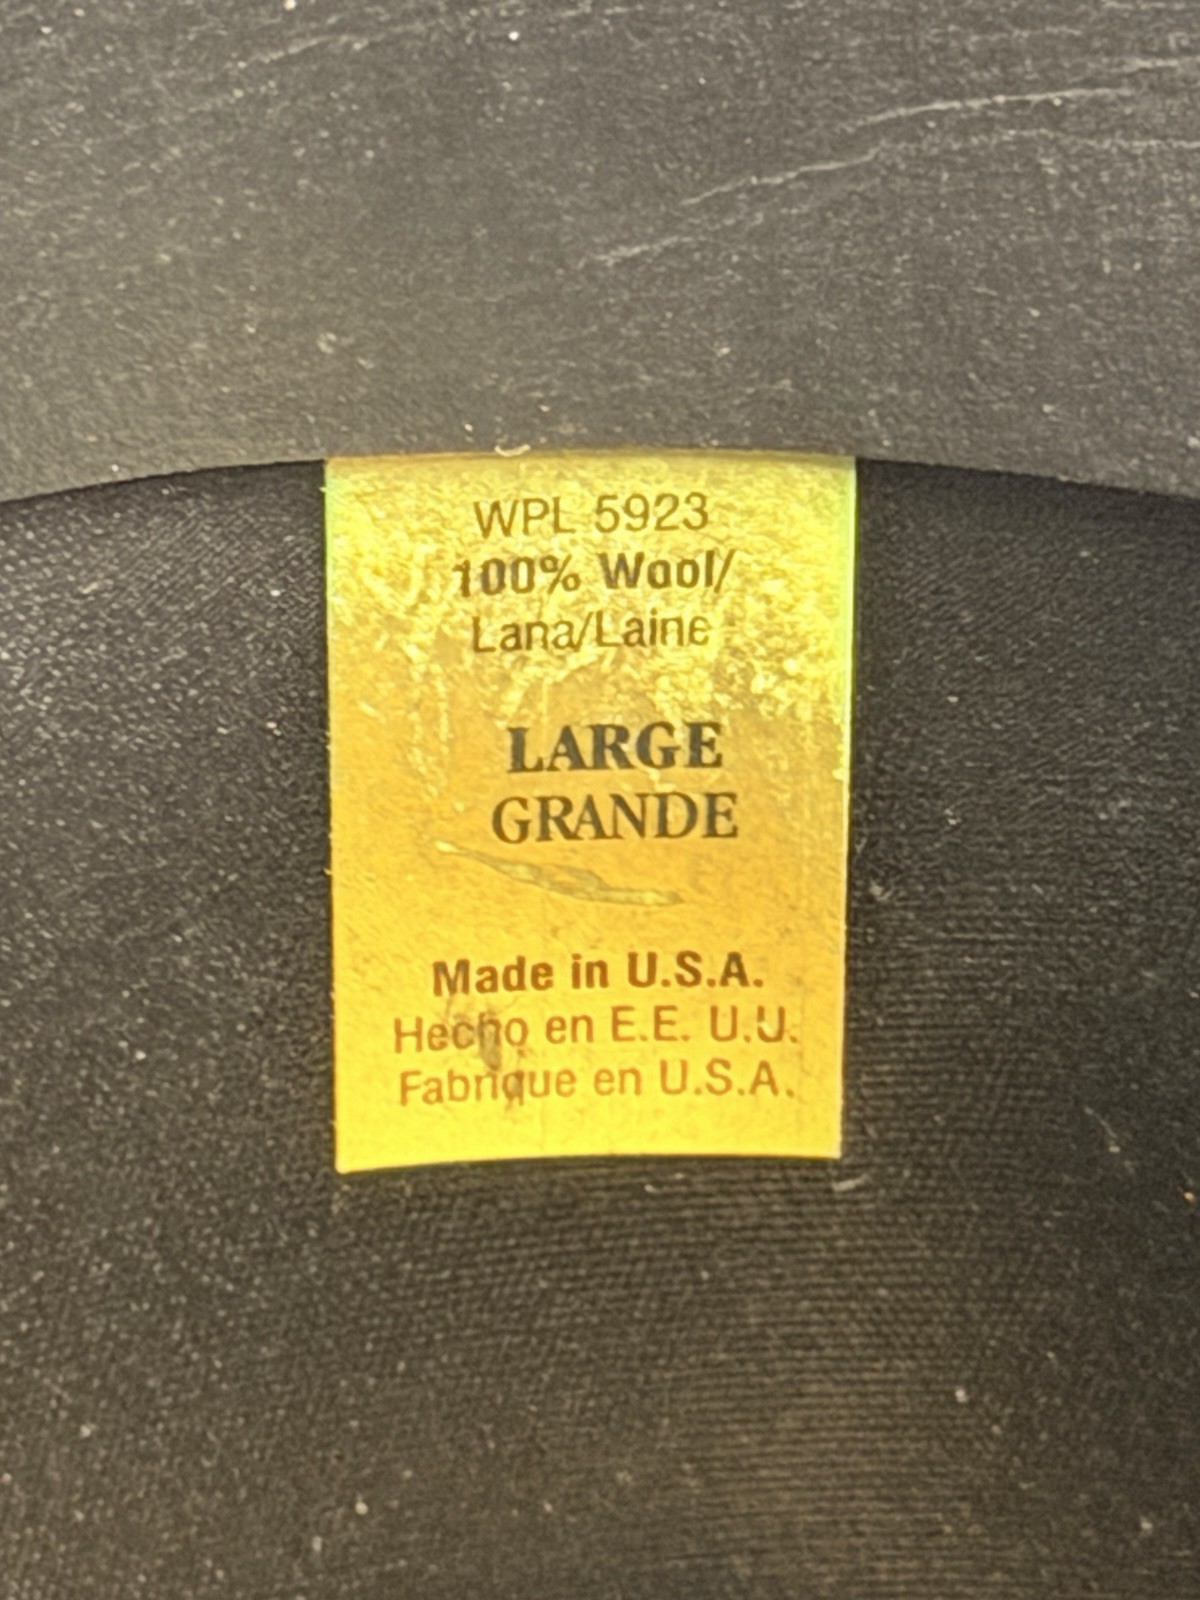 WPL 5923
100% Wool/
Lana/Laine
LARGE
GRANDE
Made in U.S.A.
Hecho en E.E. U.U.
Fabrique en U.S.A.